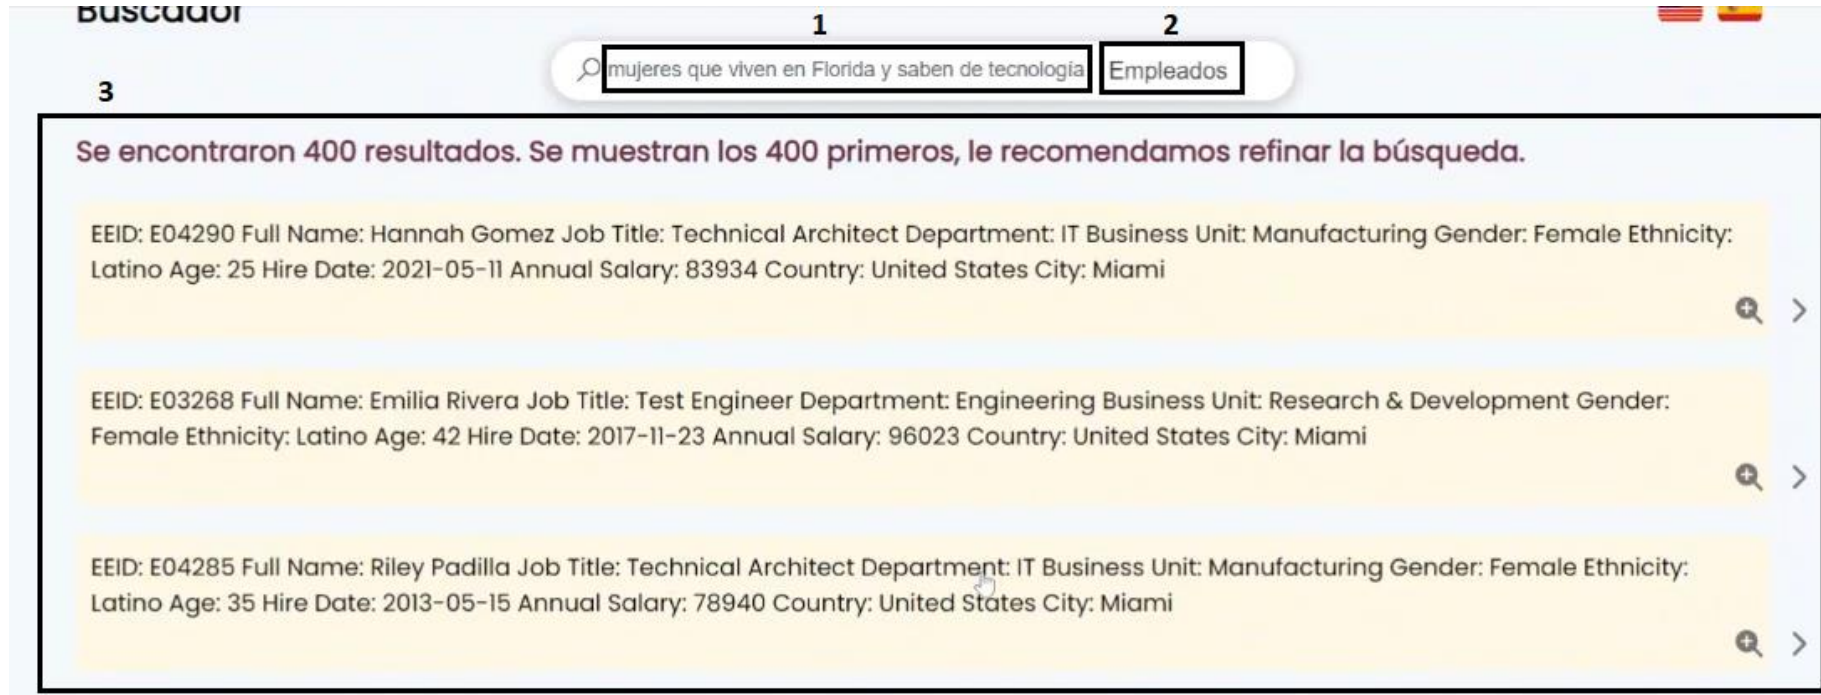 Buscador
1
2
mujeres que viven en Florida y saben de tecnología
Empleados
3
Se encontraron 400 resultados. Se muestran los 400 primeros, le recomendamos refinar la búsqueda.
EEID: E04290 Full Name: Hannah Gomez Job Title: Technical Architect Department: IT Business Unit: Manufacturing Gender: Female Ethnicity:
Latino Age: 25 Hire Date: 2021-05-11 Annual Salary: 83934 Country: United States City: Miami
EEID: E03268 Full Name: Emilia Rivera Job Title: Test Engineer Department: Engineering Business Unit: Research & Development Gender:
Female Ethnicity: Latino Age: 42 Hire Date: 2017-11-23 Annual Salary: 96023 Country: United States City: Miami
EEID: E04285 Full Name: Riley Padilla Job Title: Technical Architect Department: IT Business Unit: Manufacturing Gender: Female Ethnicity:
Latino Age: 35 Hire Date: 2013-05-15 Annual Salary: 78940 Country: United States City: Miami